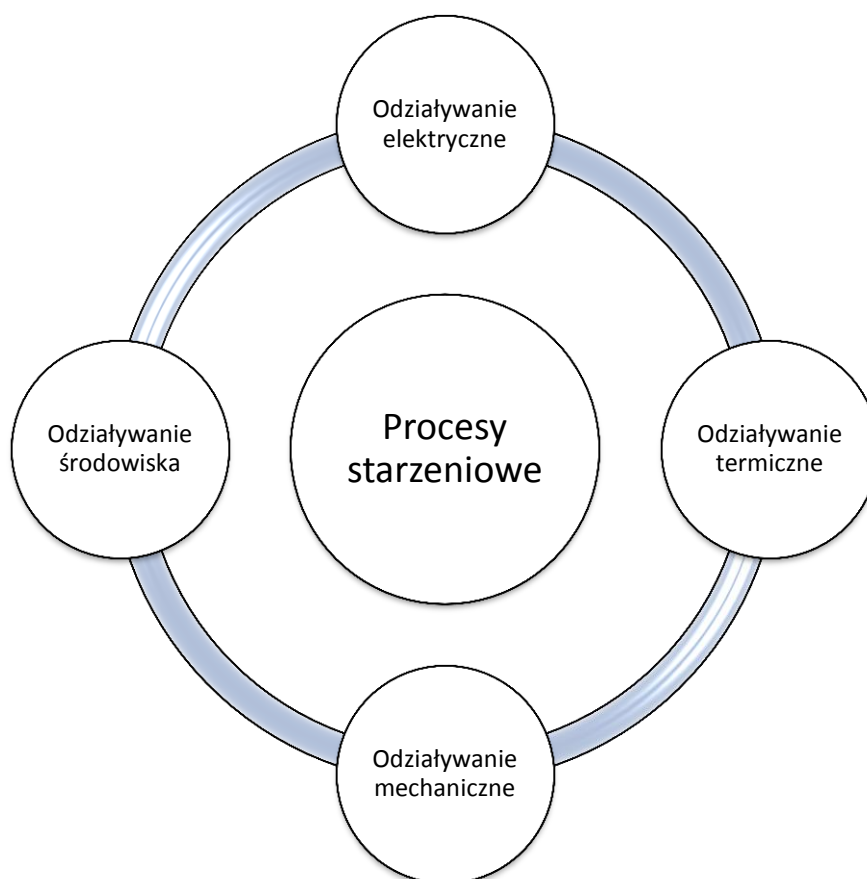 Odziaływanie
elektryczne
Odziaływanie
środowiska
Procesy
starzeniowe
Odziaływanie
termiczne
Odziaływanie
mechaniczne